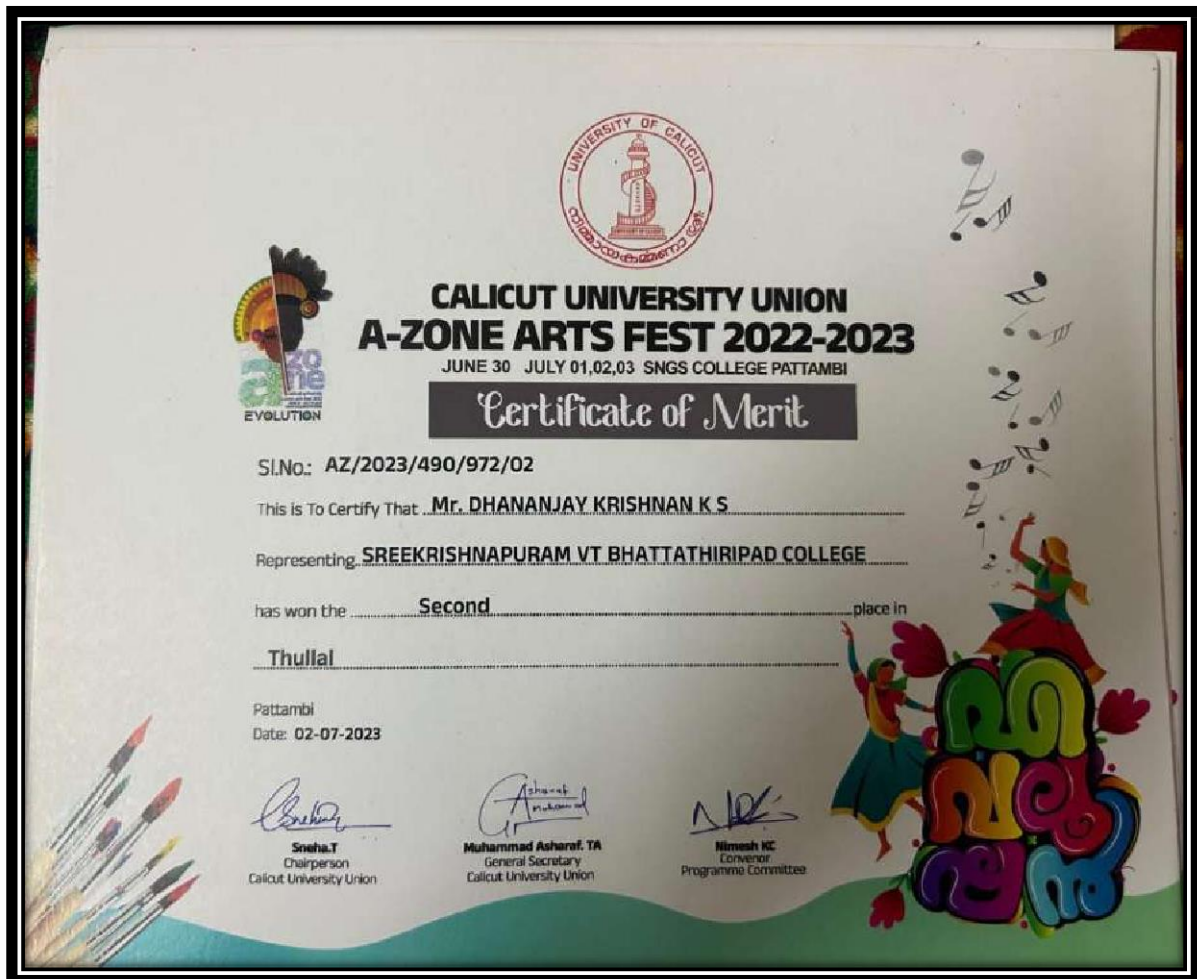 UNIVERSITY OF CALICUT
CALICUT UNIVERSITY UNION
A-ZONE ARTS FEST 2022-2023
JUNE 30 JULY 01,02,03 SNGS COLLEGE PATTAMBI
a zone
EVOLUTION
Certificate of Merit
Sl.No.: AZ/2023/490/972/02
This is To Certify That Mr. DHANANJAY KRISHNAN K S
Representing SREEKRISHNAPURAM VT BHATTATHIRIPAD COLLEGE
has won the Second place in
Thullal
Pattambi
Date: 02-07-2023
Sneha.T
Chairperson
Calicut University Union
Muhammad Asharaf. TA
General Secretary
Calicut University Union
Nimesh KC
Convenor
Programme Committee